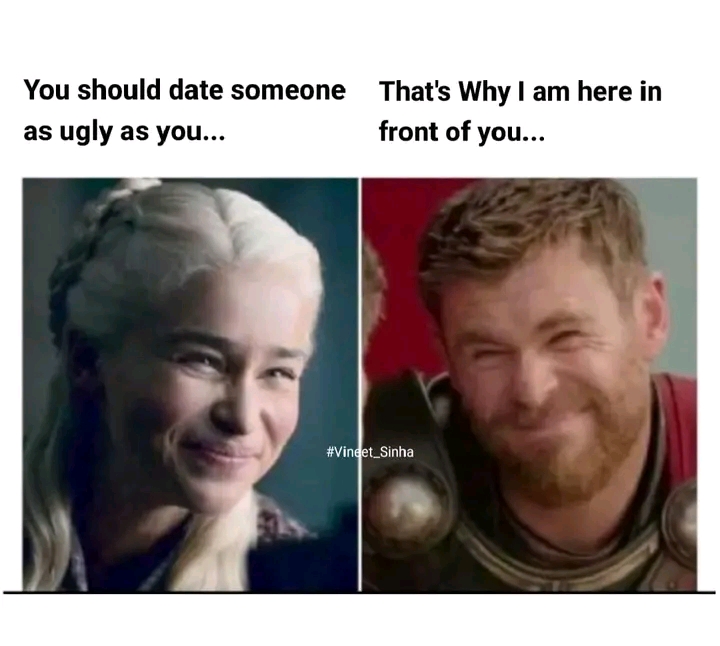 You should date someone
as ugly as you...
That's Why I am here in
front of you...
#Vineet_Sinha